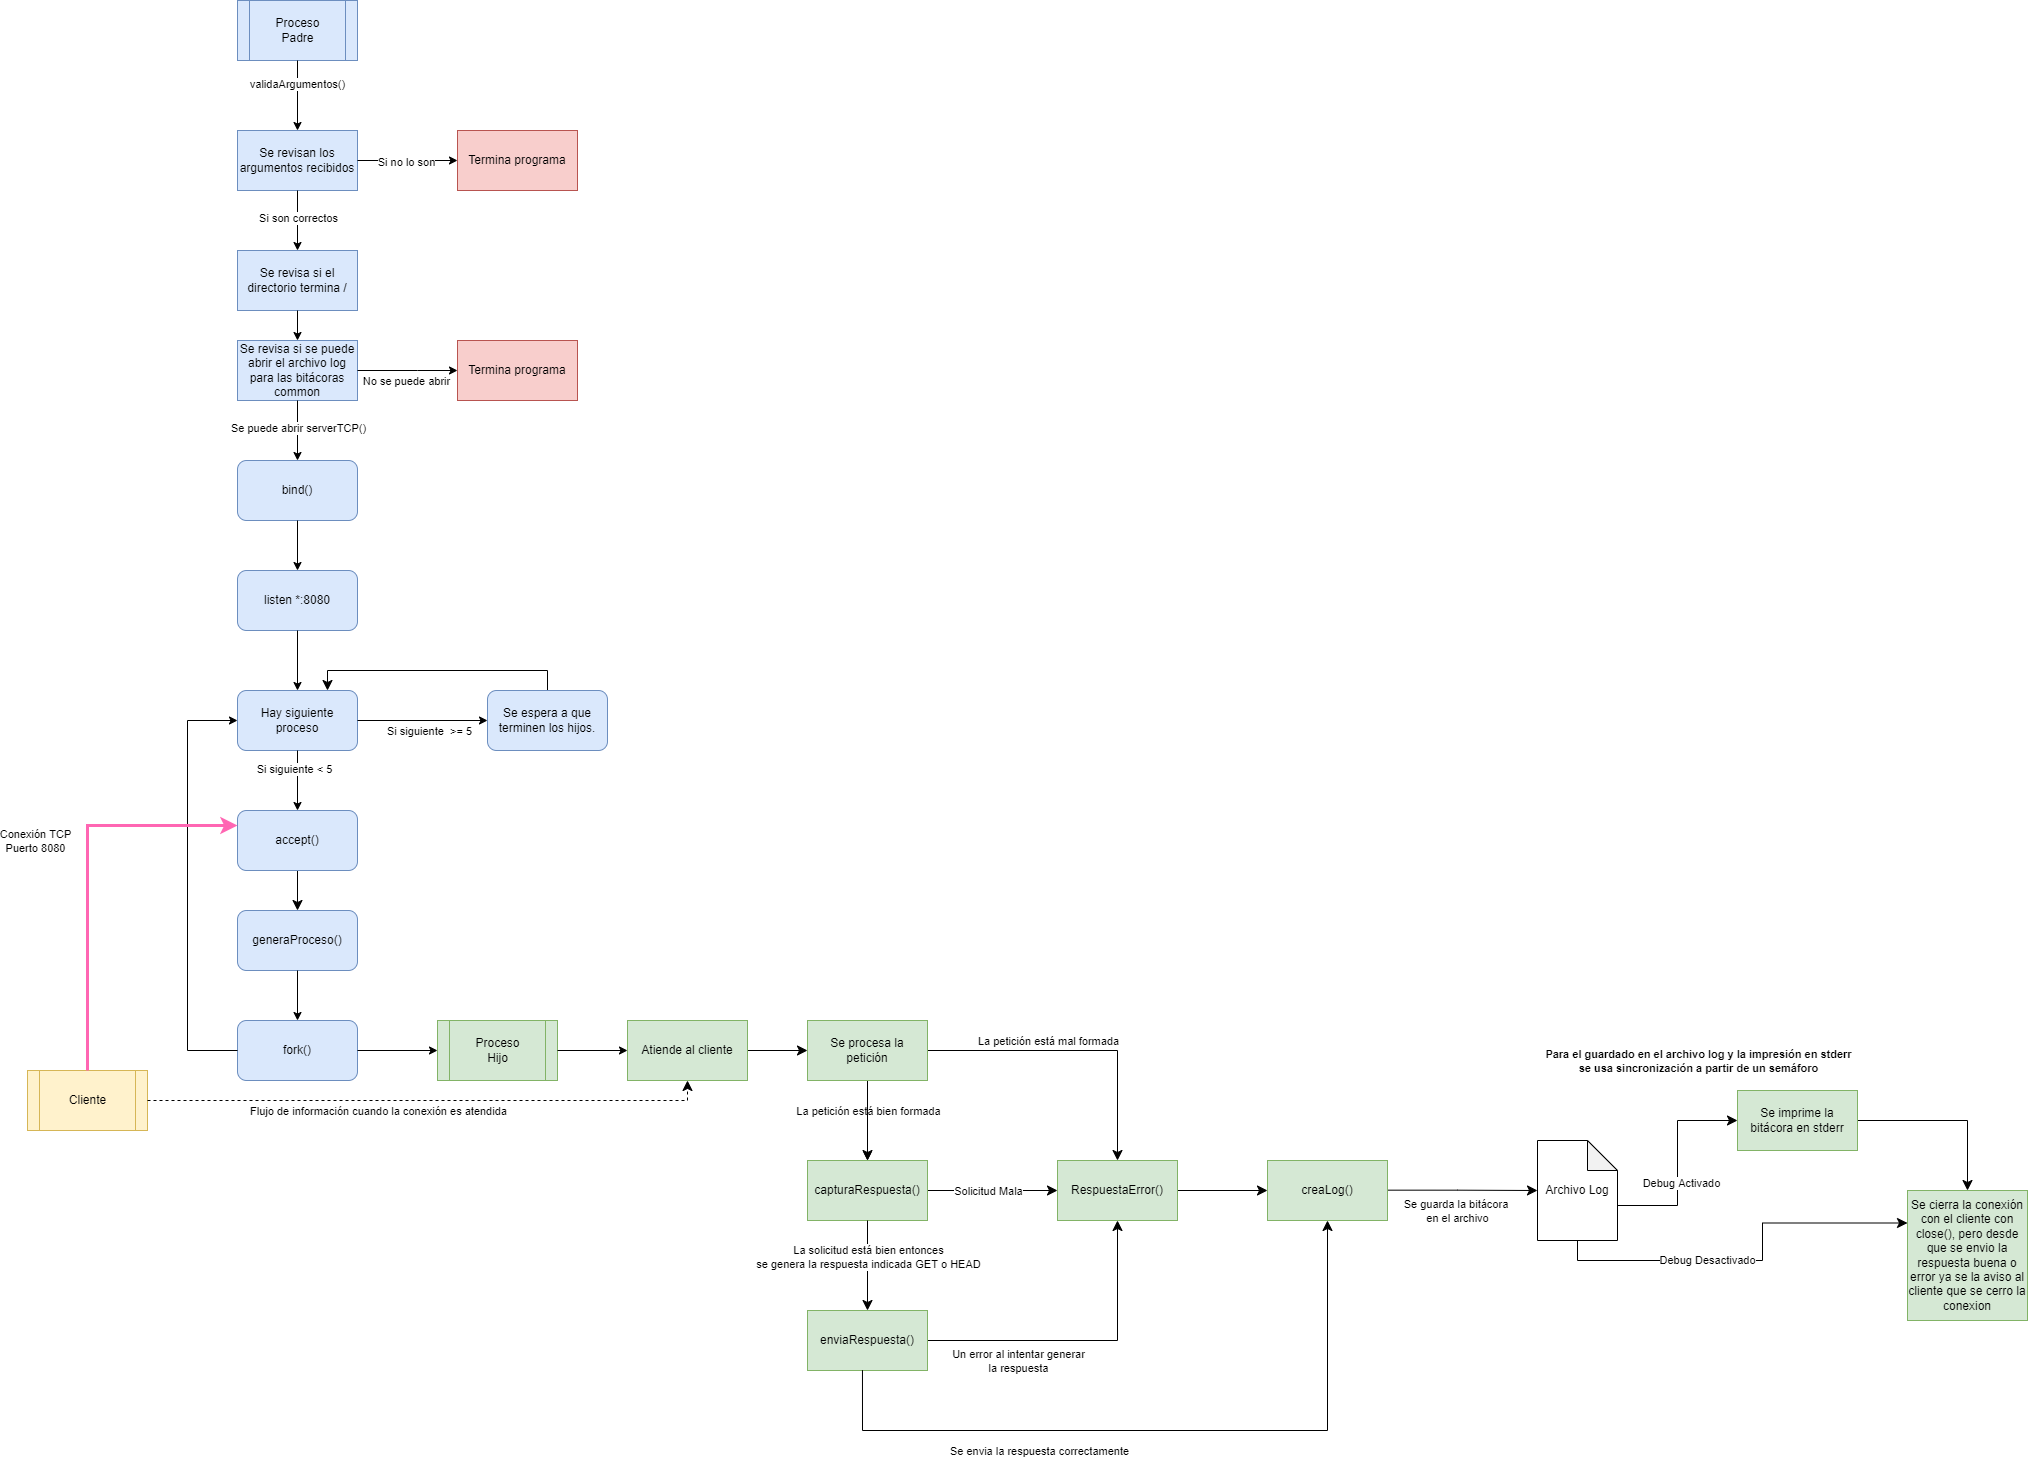 Proceso
Padre
validaArgumentos()
Se revisan los
argumentos recibidos
Si no lo son
Termina programa
Si son correctos
Se revisa si el
directorio termina /
Se revisa si se puede
abrir el archivo log
para las bitácoras
common
No se puede abrir
Termina programa
Se puede abrir serverTCP()
bind()
listen *:8080
Hay siguiente
proceso
Si siguiente >= 5
Se espera a que
terminen los hijos.
Si siguiente < 5
Conexión TCP
Puerto 8080
accept()
generaProceso()
fork()
Proceso
Hijo
Atiende al cliente
Se procesa la
petición
La petición está mal formada
Cliente
Flujo de información cuando la conexión es atendida
La petición está bien formada
Para el guardado en el archivo log y la impresión en stderr
se usa sincronización a partir de un semáforo
Se imprime la
bitácora en stderr
capturaRespuesta()
Solicitud Mala
RespuestaError()
creaLog()
Se guarda la bitácora
en el archivo
Archivo Log
Debug Activado
Debug Desactivado
Se cierra la conexión
con el cliente con
close(), pero desde
que se envio la
respuesta buena o
error ya se la aviso al
cliente que se cerro la
conexion
La solicitud está bien entonces
se genera la respuesta indicada GET o HEAD
enviaRespuesta()
Un error al intentar generar
la respuesta
Se envia la respuesta correctamente